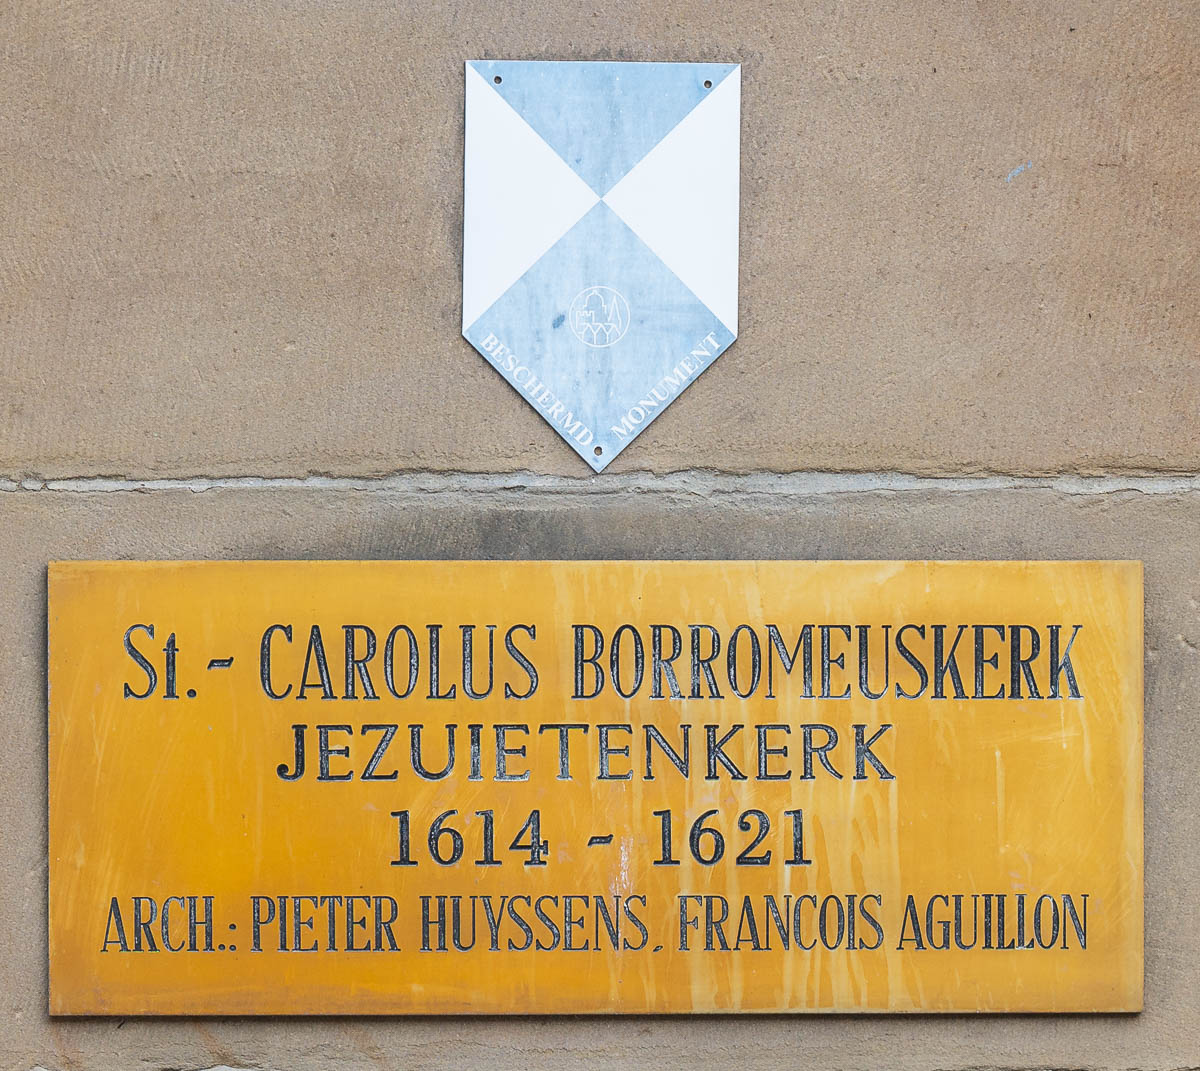 BESCHERMD
MONUMENT
St.- CAROLUS BORROMEUSKERK
JEZUIETENKERK
1614 - 1621
ARCH.: PIETER HUYSSENS, FRANCOIS AGUILLON